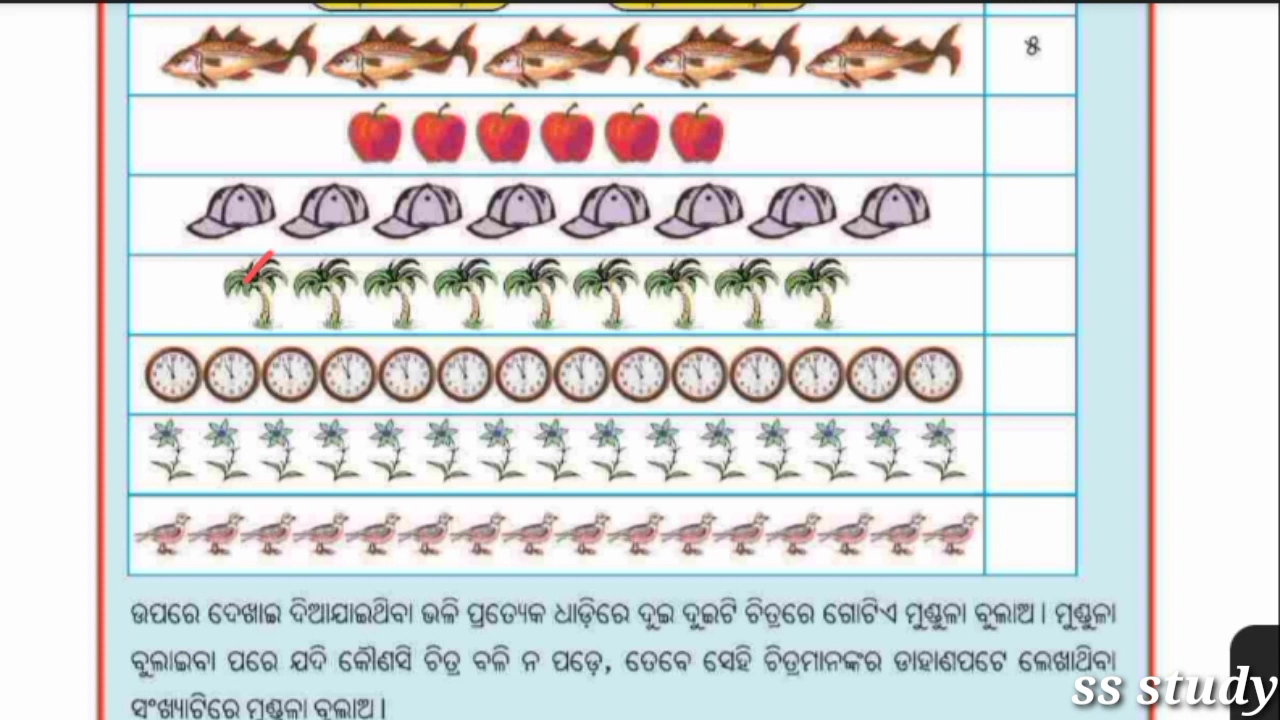 ୫
ଉପରେ ଦେଖାଇ ଦିଆଯାଇଥିବା ଭଳି ପ୍ରତ୍ୟେକ ଧାଡ଼ିରେ ଦୁଇ ଦୁଇଟି ଚିତ୍ରରେ ଗୋଟିଏ ମୁଣ୍ଡୁଳା ବୁଲାଅ । ମୁଣ୍ଡୁଳା
ବୁଲାଇବା ପରେ ଯଦି କୌଣସି ଚିତ୍ର ବଳି ନ ପଡ଼େ, ତେବେ ସେହି ଚିତ୍ରମାନଙ୍କର ଡାହାଣପଟେ ଲେଖାଥିବା
ସଂଖ୍ୟାଟିରେ ମୁଣ୍ଡୁଳା ବୁଲାଅ ।
ss study